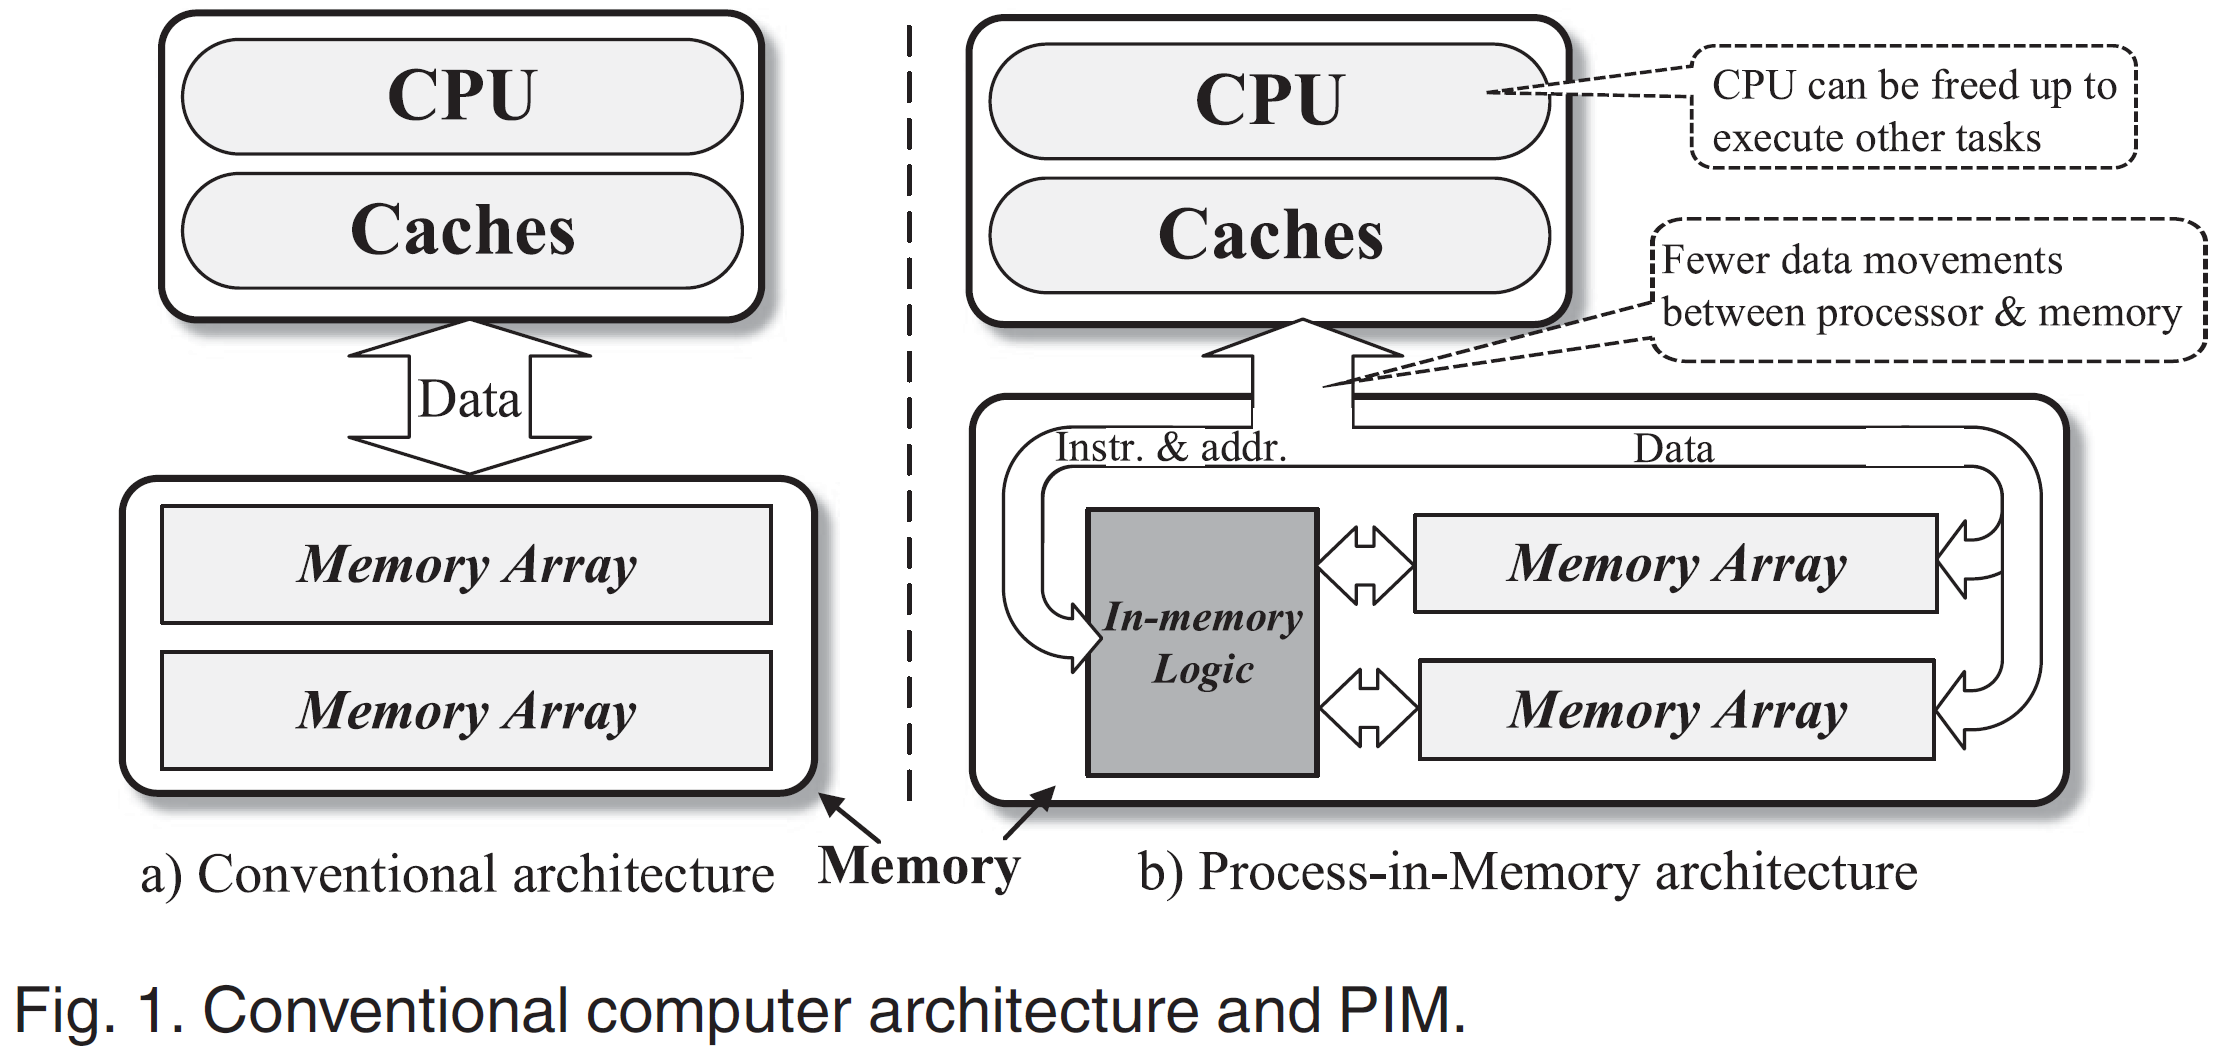 CPU
Caches
Data
Memory Array
Memory Array
a) Conventional architecture
Memory
CPU
Caches
CPU can be freed up to
execute other tasks
Fewer data movements
between processor & memory
Instr. & addr.
Data
In-memory
Logic
Memory Array
Memory Array
b) Process-in-Memory architecture
Fig. 1. Conventional computer architecture and PIM.